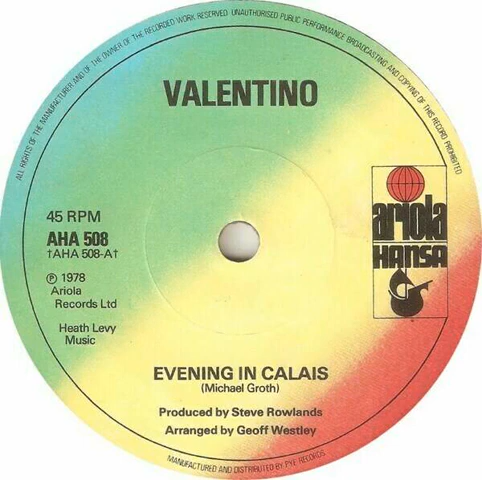 ALL RIGHTS OF THE MANUFACTURER AND OF THE OWNER OF THE RECORDED WORK RESERVED. UNAUTHORISED PUBLIC PERFORMANCE BROADCASTING AND COPYING OF THIS RECORD PROHIBITED
VALENTINO
45 RPM
AHA 508
†AHA 508-A†
℗ 1978
Ariola
Records Ltd
Heath Levy
Music
ariola
HANSA
EVENING IN CALAIS
(Michael Groth)
Produced by Steve Rowlands
Arranged by Geoff Westley
MANUFACTURED AND DISTRIBUTED BY PYE RECORDS